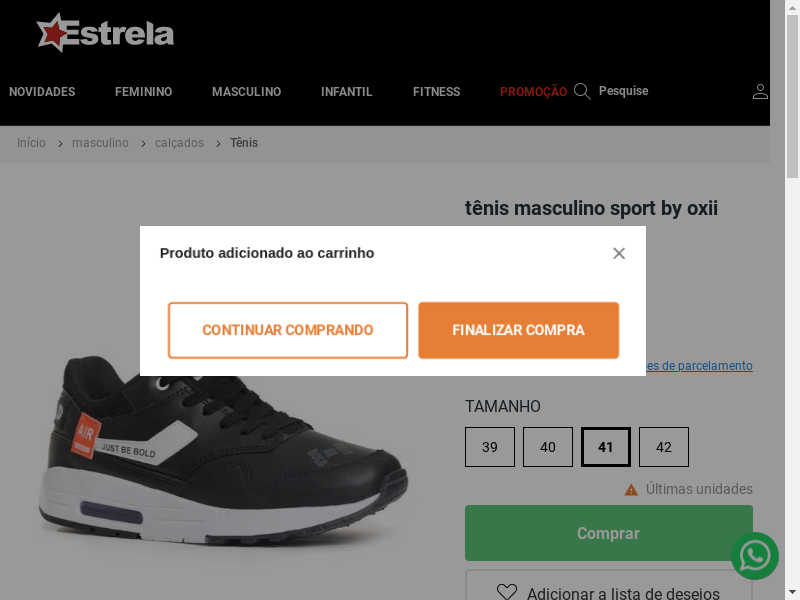 Estrela
NOVIDADES FEMININO MASCULINO INFANTIL FITNESS PROMOÇÃO Pesquise
Início masculino calçados Tênis
tênis masculino sport by oxii
Produto adicionado ao carrinho
CONTINUAR COMPRANDO FINALIZAR COMPRA
es de parcelamento
TAMANHO
39 40 41 42
Últimas unidades
Comprar
Adicionar a lista de desejos
AIR
JUST BE BOLD